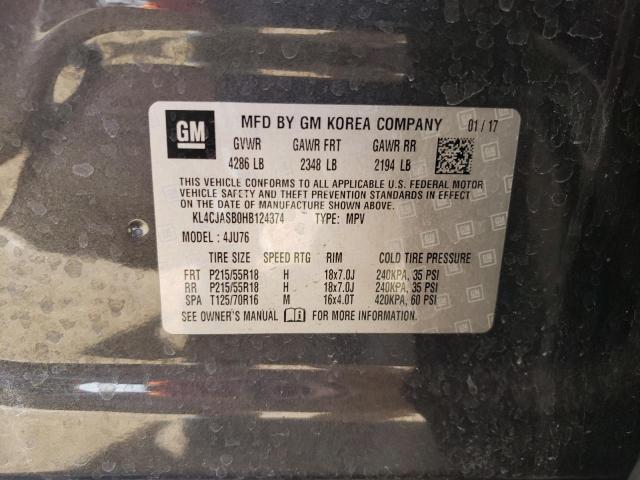 GM MFD BY GM KOREA COMPANY 01 / 17
GVWR GAWR FRT GAWR RR
4286 LB 2348 LB 2194 LB
THIS VEHICLE CONFORMS TO ALL APPLICABLE U.S. FEDERAL MOTOR
VEHICLE SAFETY AND THEFT PREVENTION STANDARDS IN EFFECT
ON THE DATE OF MANUFACTURE SHOWN ABOVE.
KL4CJASB0HB124374 TYPE: MPV
MODEL : 4JU76
TIRE SIZE SPEED RTG RIM COLD TIRE PRESSURE
FRT P215/55R18 H 18x7.0J 240KPA, 35 PSI
RR P215/55R18 H 18x7.0J 240KPA, 35 PSI
SPA T125/70R16 M 16x4.0T 420KPA, 60 PSI
SEE OWNER'S MANUAL FOR MORE INFORMATION.